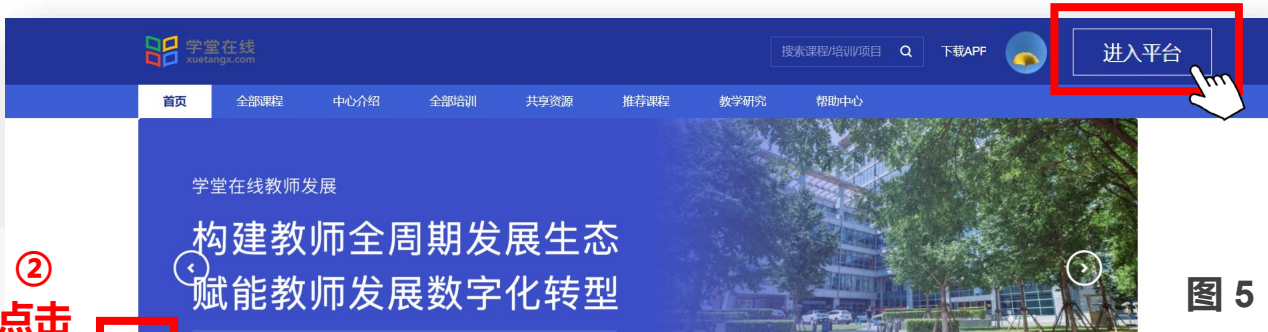 学堂在线
xuetangx.com
搜索课程/培训/项目
下载APP
进入平台
首页
全部课程
中心介绍
全部培训
共享资源
推荐课程
教学研究
帮助中心
学堂在线教师发展
构建教师全周期发展生态
赋能教师发展数字化转型
②
点击
图 5